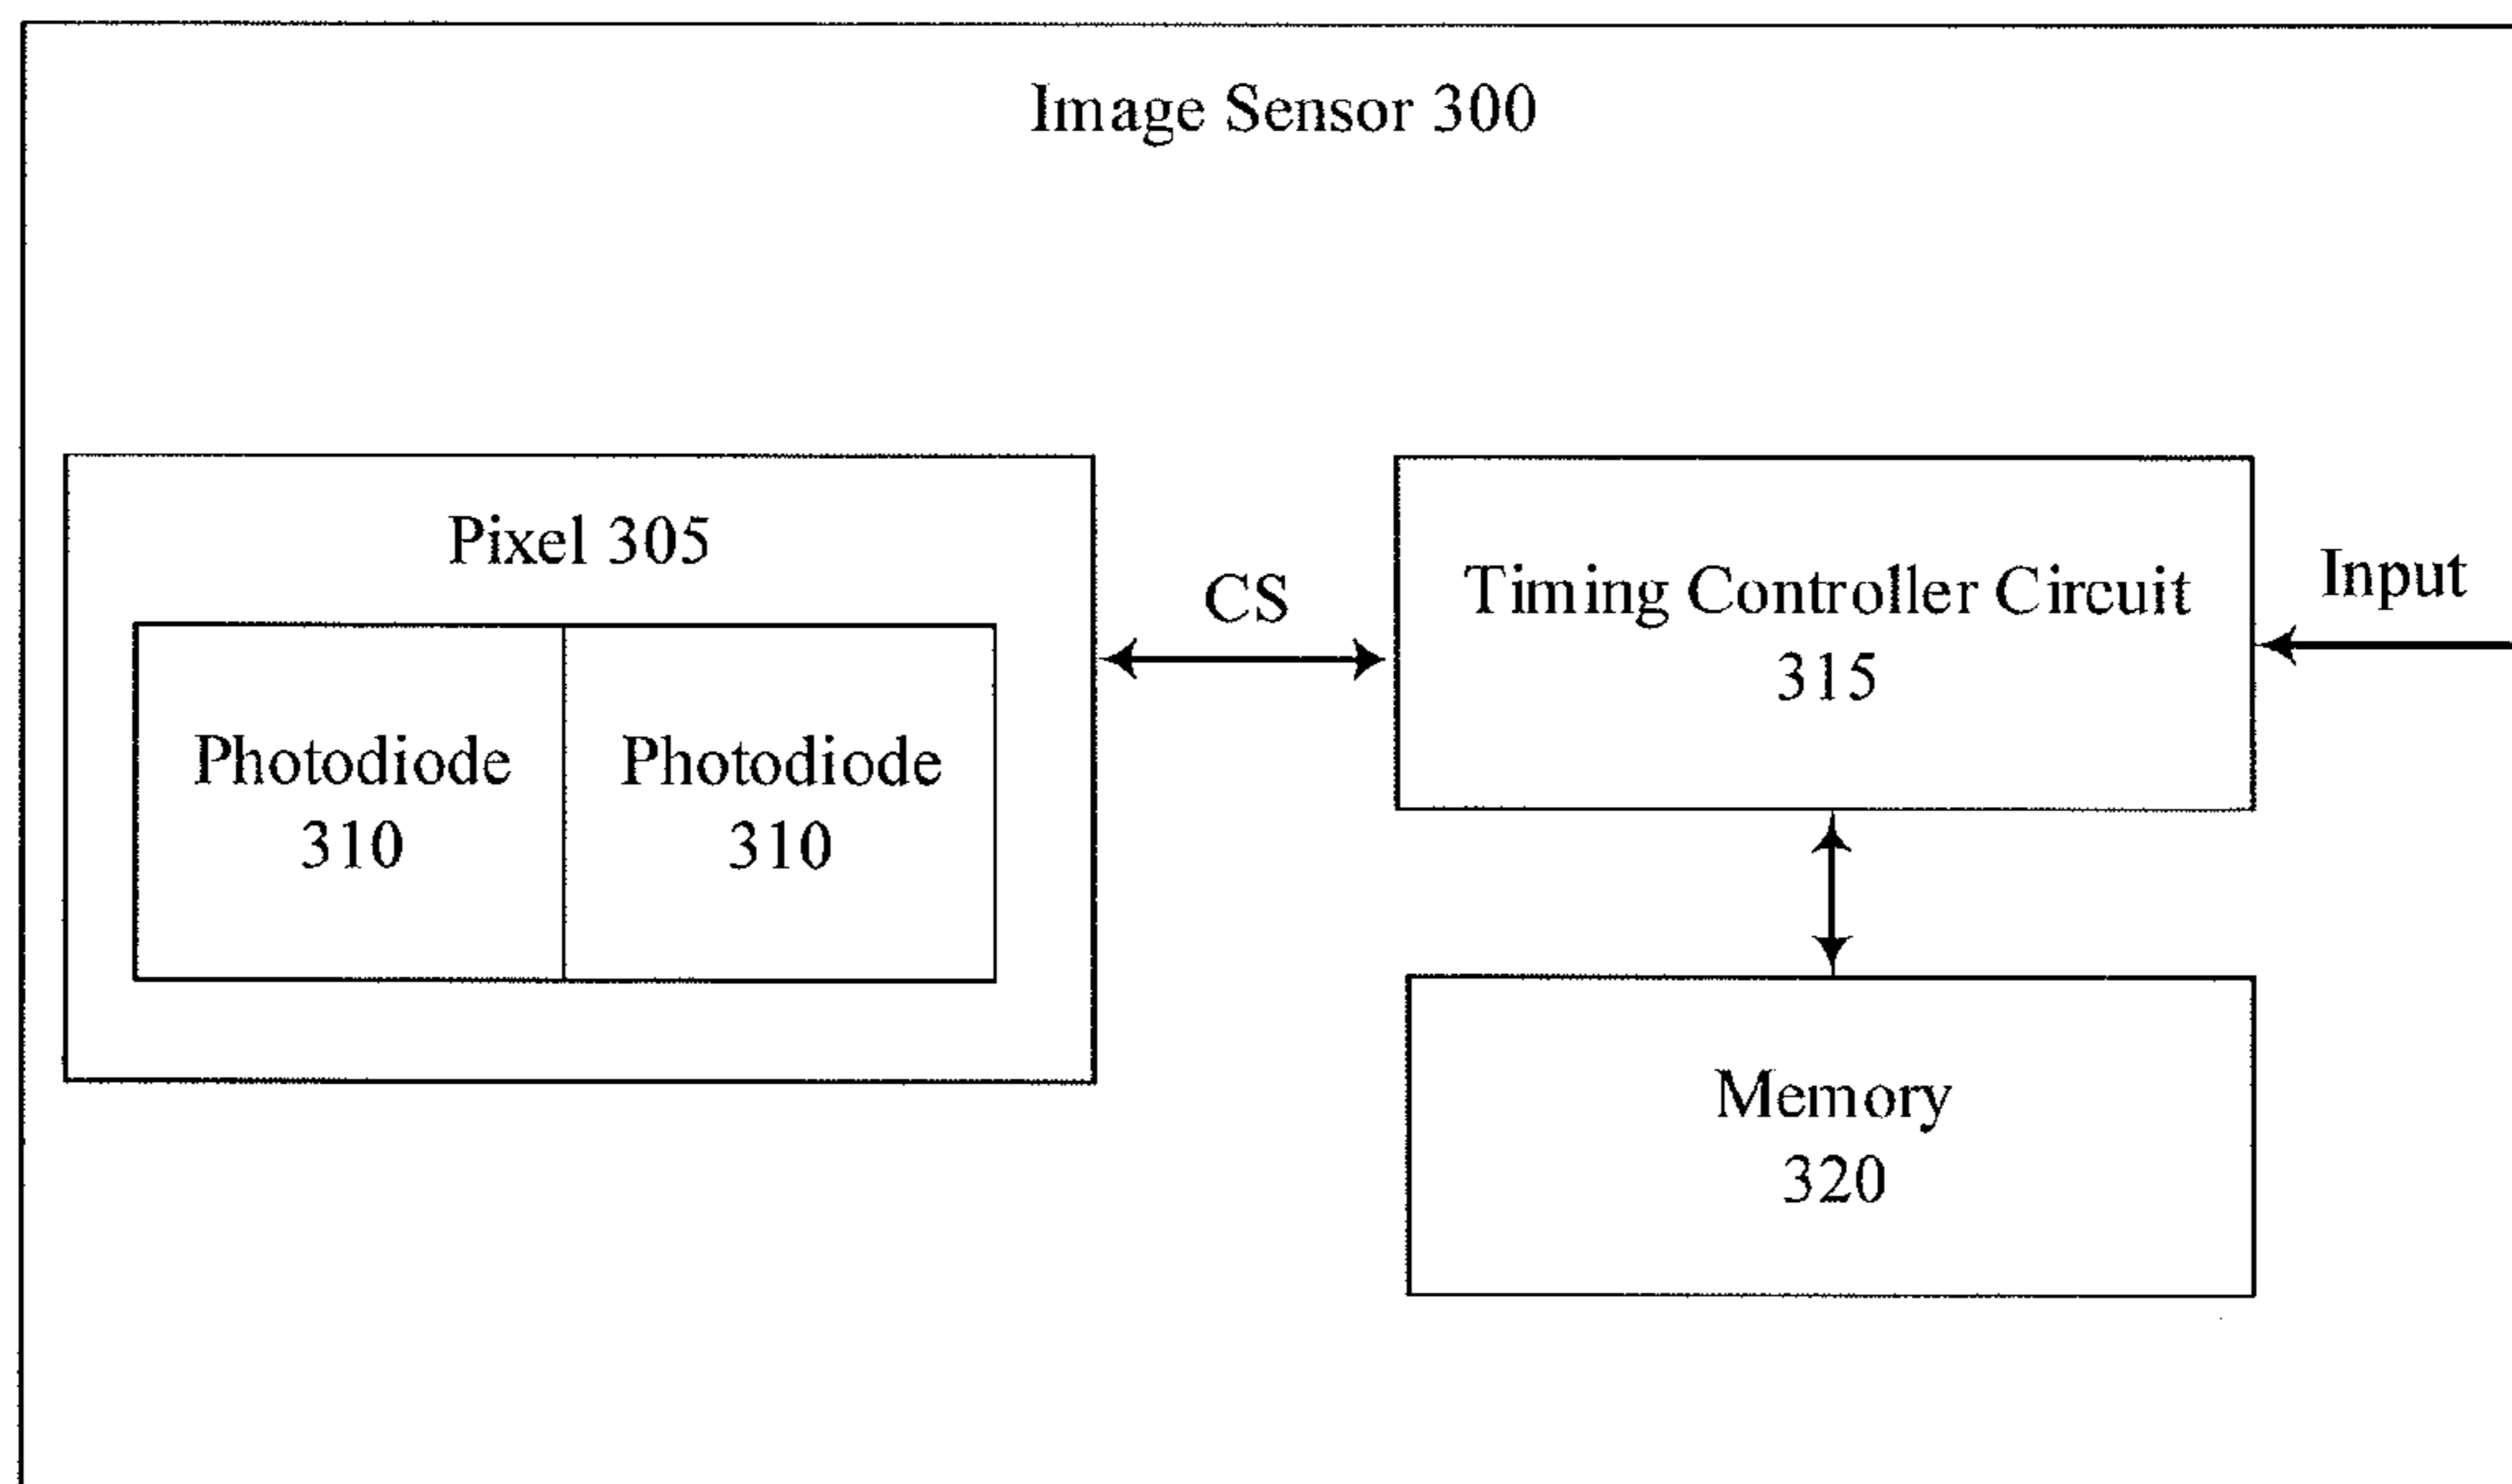 Image Sensor 300
Pixel 305
Photodiode
310
Photodiode
310
CS
Timing Controller Circuit
315
Input
Memory
320